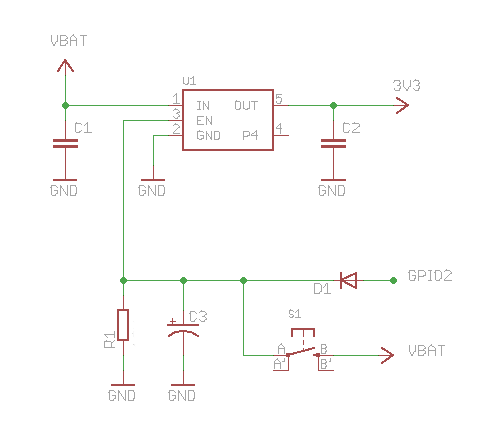 VBAT
U1
1 IN OUT 5
3 EN
2 GND P4 4
3V3
C1
C2
GND
GND
GND
GPIO2
D1
S1
C3
R1
A B
A' B'
VBAT
GND
GND